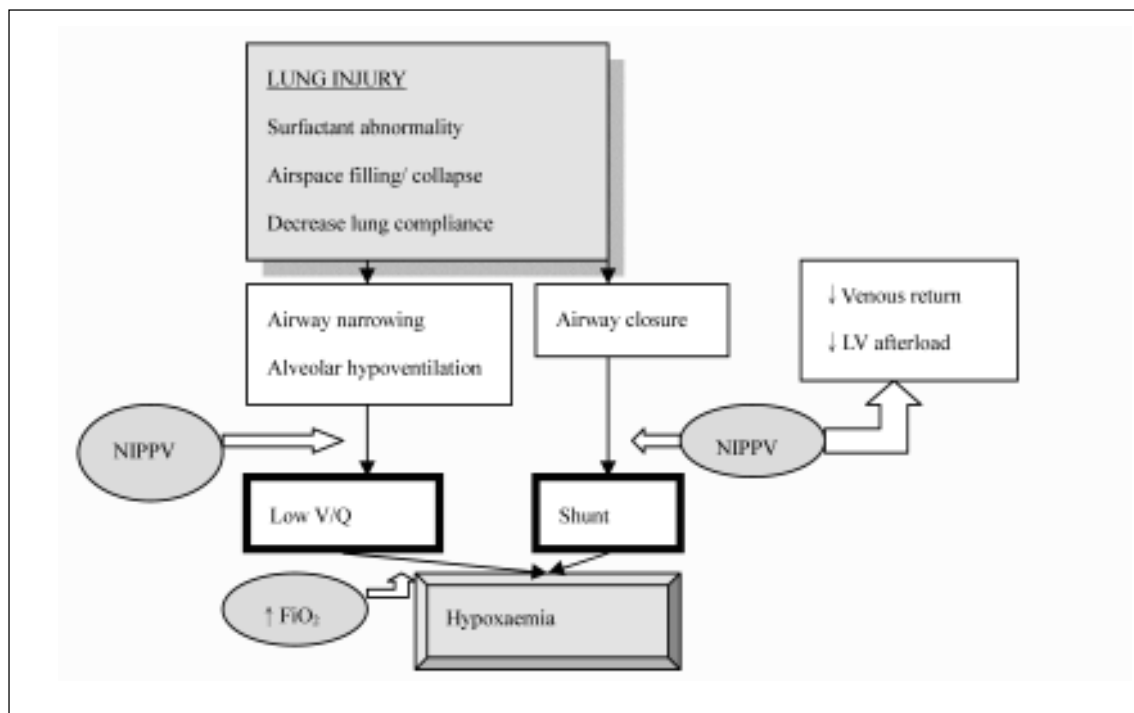 LUNG INJURY
Surfactant abnormality
Airspace filling/ collapse
Decrease lung compliance
Airway narrowing
Alveolar hypoventilation
Airway closure
↓ Venous return
↓ LV afterload
NIPPV
NIPPV
Low V/Q
Shunt
↑ FiO₂
Hypoxaemia